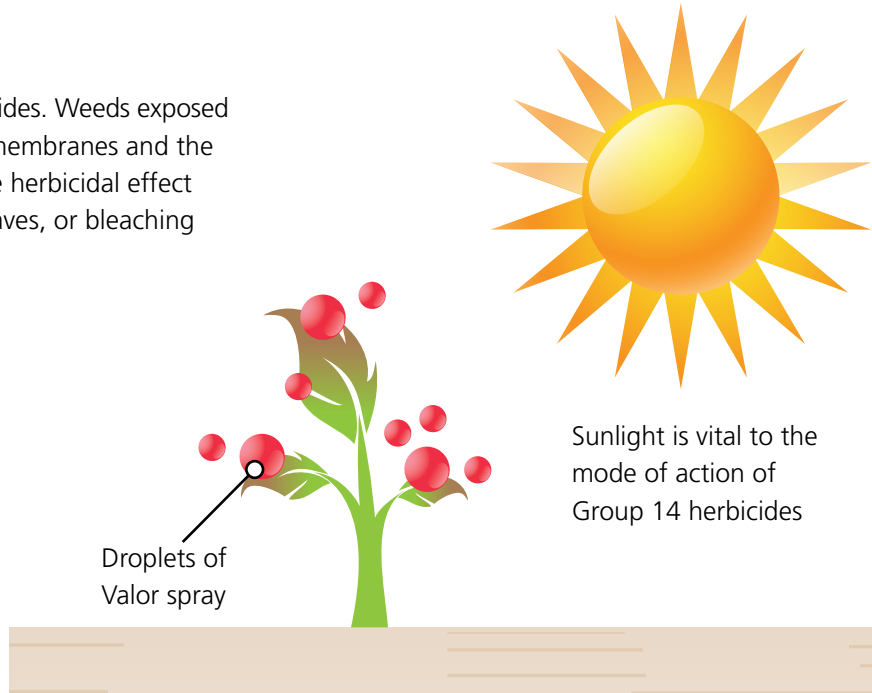 ides. Weeds exposed
nembranes and the
e herbicidal effect
aves, or bleaching
Sunlight is vital to the
mode of action of
Group 14 herbicides
Droplets of
Valor spray